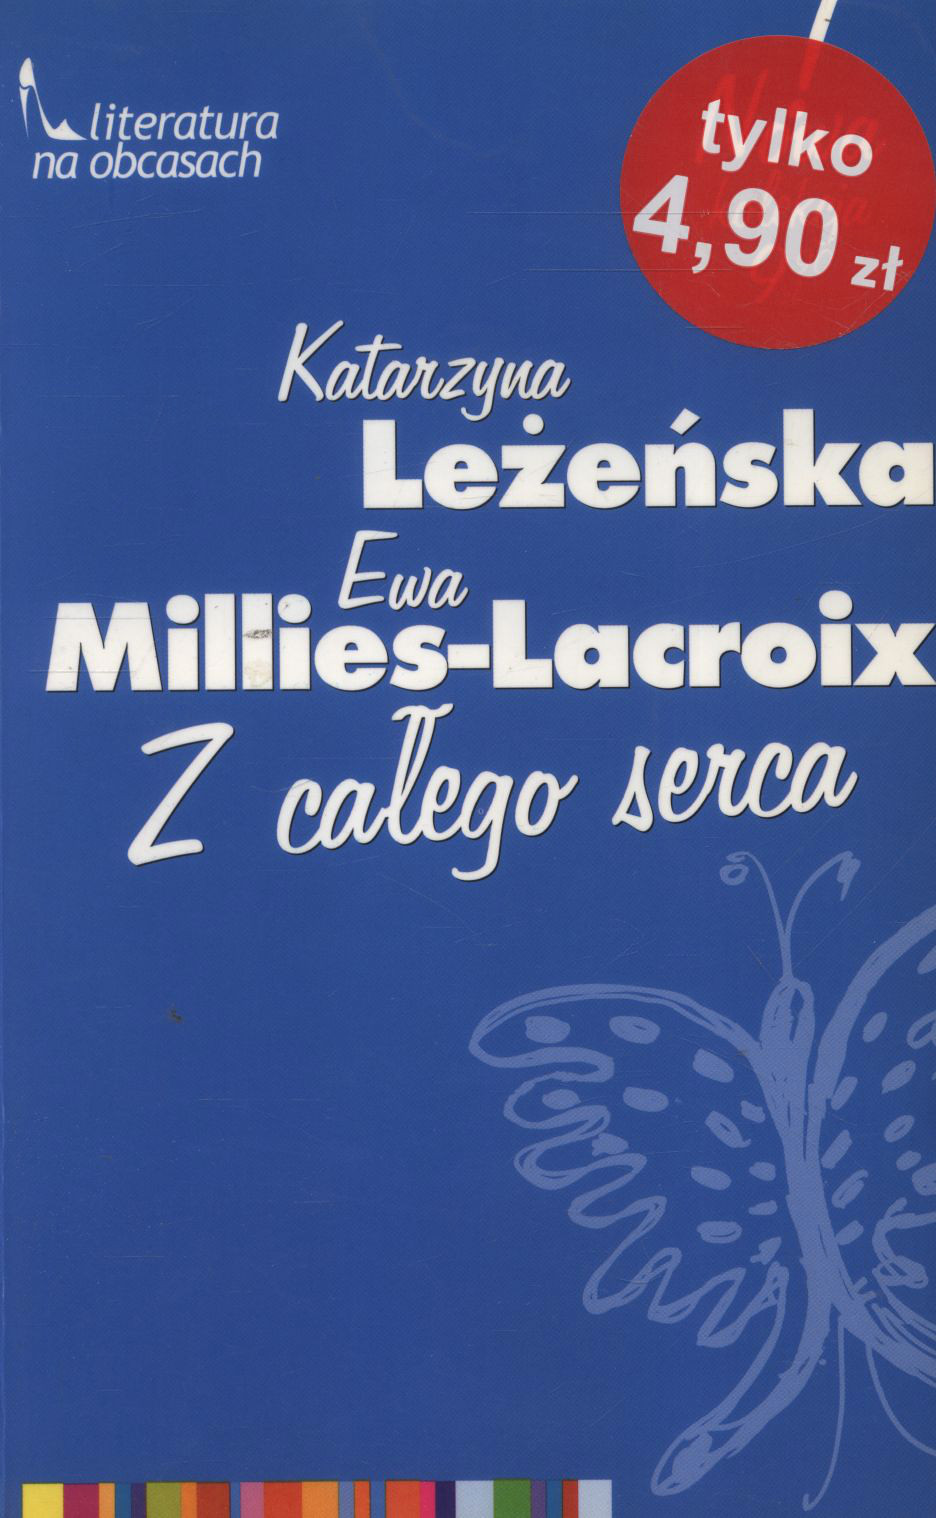 literatura
na obcasach
tylko
4,90 zł
Katarzyna
Leżeńska
Ewa
Millies-Lacroix
Z całego serca